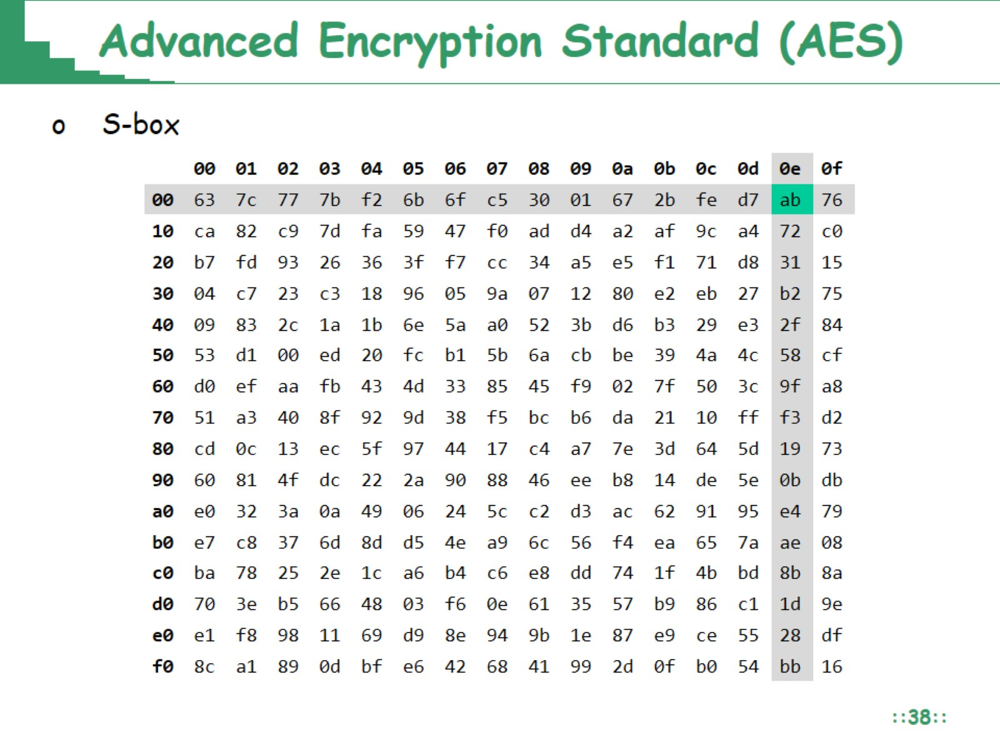 Advanced Encryption Standard (AES)
o S-box
00 01 02 03 04 05 06 07 08 09 0a 0b 0c 0d 0e 0f
00 63 7c 77 7b f2 6b 6f c5 30 01 67 2b fe d7 ab 76
10 ca 82 c9 7d fa 59 47 f0 ad d4 a2 af 9c a4 72 c0
20 b7 fd 93 26 36 3f f7 cc 34 a5 e5 f1 71 d8 31 15
30 04 c7 23 c3 18 96 05 9a 07 12 80 e2 eb 27 b2 75
40 09 83 2c 1a 1b 6e 5a a0 52 3b d6 b3 29 e3 2f 84
50 53 d1 00 ed 20 fc b1 5b 6a cb be 39 4a 4c 58 cf
60 d0 ef aa fb 43 4d 33 85 45 f9 02 7f 50 3c 9f a8
70 51 a3 40 8f 92 9d 38 f5 bc b6 da 21 10 ff f3 d2
80 cd 0c 13 ec 5f 97 44 17 c4 a7 7e 3d 64 5d 19 73
90 60 81 4f dc 22 2a 90 88 46 ee b8 14 de 5e 0b db
a0 e0 32 3a 0a 49 06 24 5c c2 d3 ac 62 91 95 e4 79
b0 e7 c8 37 6d 8d d5 4e a9 6c 56 f4 ea 65 7a ae 08
c0 ba 78 25 2e 1c a6 b4 c6 e8 dd 74 1f 4b bd 8b 8a
d0 70 3e b5 66 48 03 f6 0e 61 35 57 b9 86 c1 1d 9e
e0 e1 f8 98 11 69 d9 8e 94 9b 1e 87 e9 ce 55 28 df
f0 8c a1 89 0d bf e6 42 68 41 99 2d 0f b0 54 bb 16
::38::